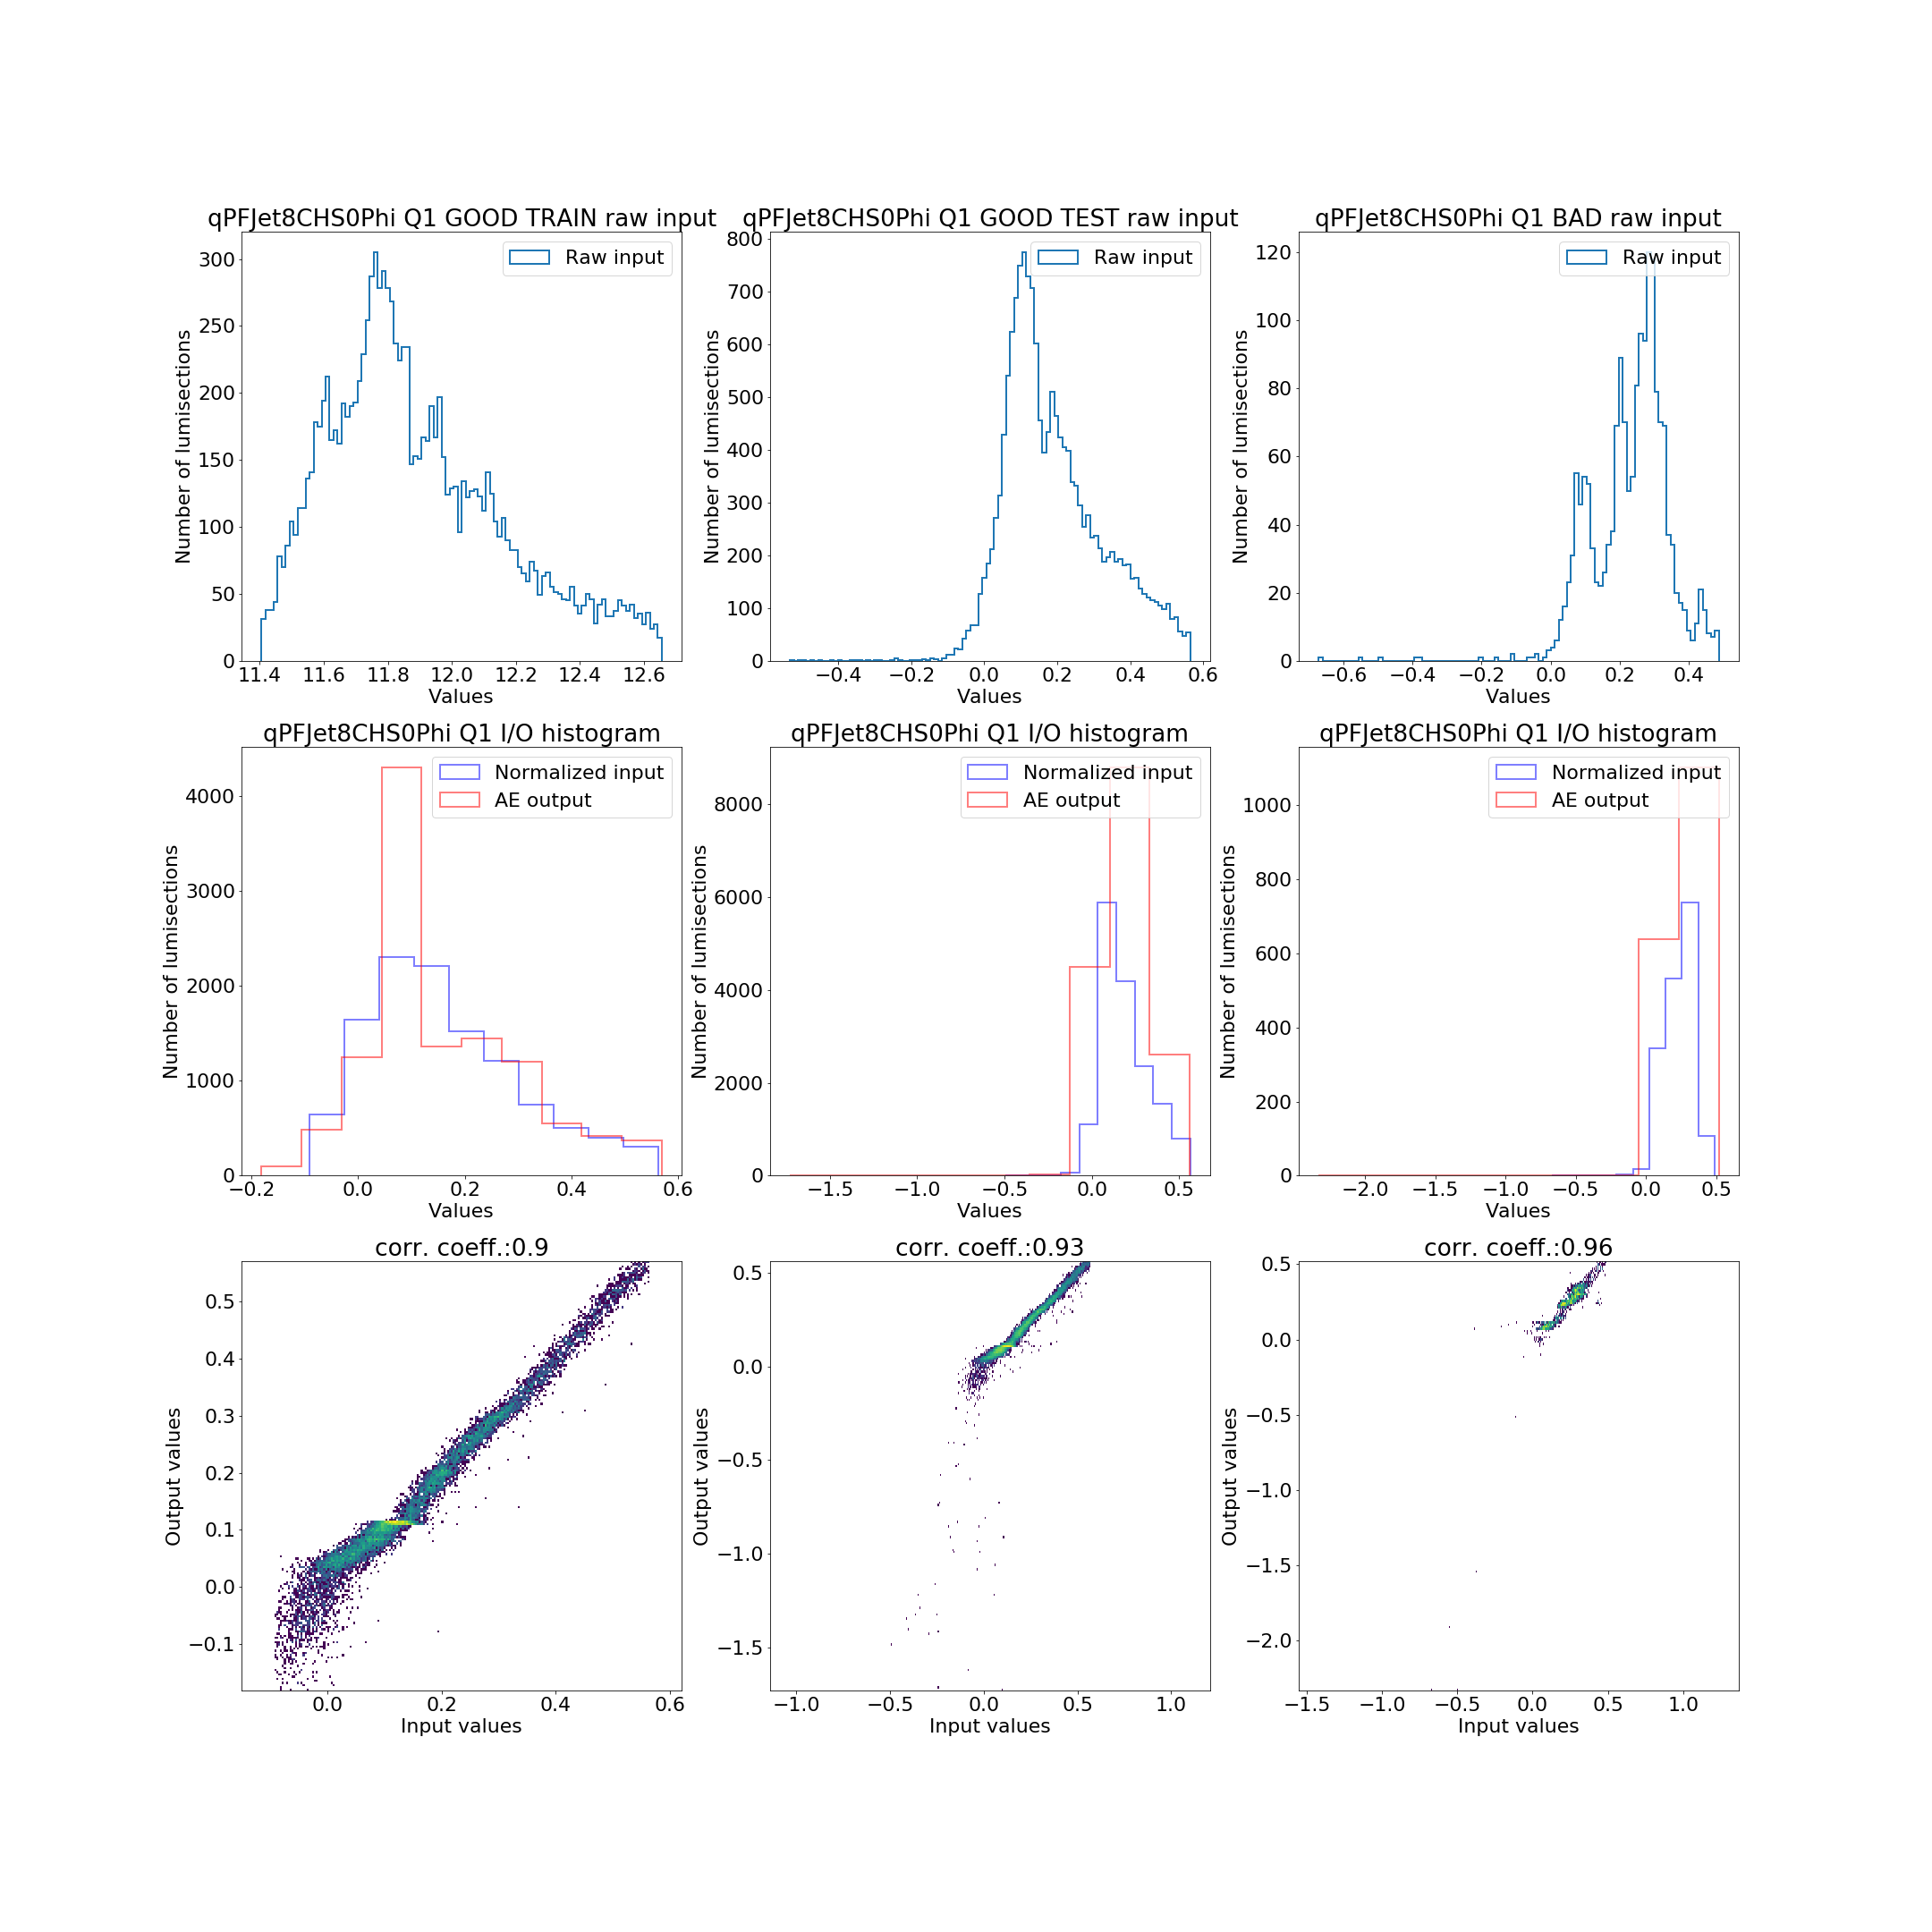 qPFJet8CHS0Phi Q1 GOOD TRAIN raw input
Raw input
Number of lumisections
0
50
100
150
200
250
300
11.4 11.6 11.8 12.0 12.2 12.4 12.6
Values
qPFJet8CHS0Phi Q1 GOOD TEST raw input
Raw input
Number of lumisections
0
100
200
300
400
500
600
700
800
−0.4 −0.2 0.0 0.2 0.4 0.6
Values
qPFJet8CHS0Phi Q1 BAD raw input
Raw input
Number of lumisections
0
20
40
60
80
100
120
−0.6 −0.4 −0.2 0.0 0.2 0.4
Values
qPFJet8CHS0Phi Q1 I/O histogram
Normalized input
AE output
Number of lumisections
0
1000
2000
3000
4000
−0.2 0.0 0.2 0.4 0.6
Values
qPFJet8CHS0Phi Q1 I/O histogram
Normalized input
AE output
Number of lumisections
0
2000
4000
6000
8000
−1.5 −1.0 −0.5 0.0 0.5
Values
qPFJet8CHS0Phi Q1 I/O histogram
Normalized input
AE output
Number of lumisections
0
200
400
600
800
1000
−2.0 −1.5 −1.0 −0.5 0.0 0.5
Values
corr. coeff.:0.9
Output values
−0.1
0.0
0.1
0.2
0.3
0.4
0.5
0.0 0.2 0.4 0.6
Input values
corr. coeff.:0.93
Output values
−1.5
−1.0
−0.5
0.0
0.5
−1.0 −0.5 0.0 0.5 1.0
Input values
corr. coeff.:0.96
Output values
−2.0
−1.5
−1.0
−0.5
0.0
0.5
−1.5 −1.0 −0.5 0.0 0.5 1.0
Input values